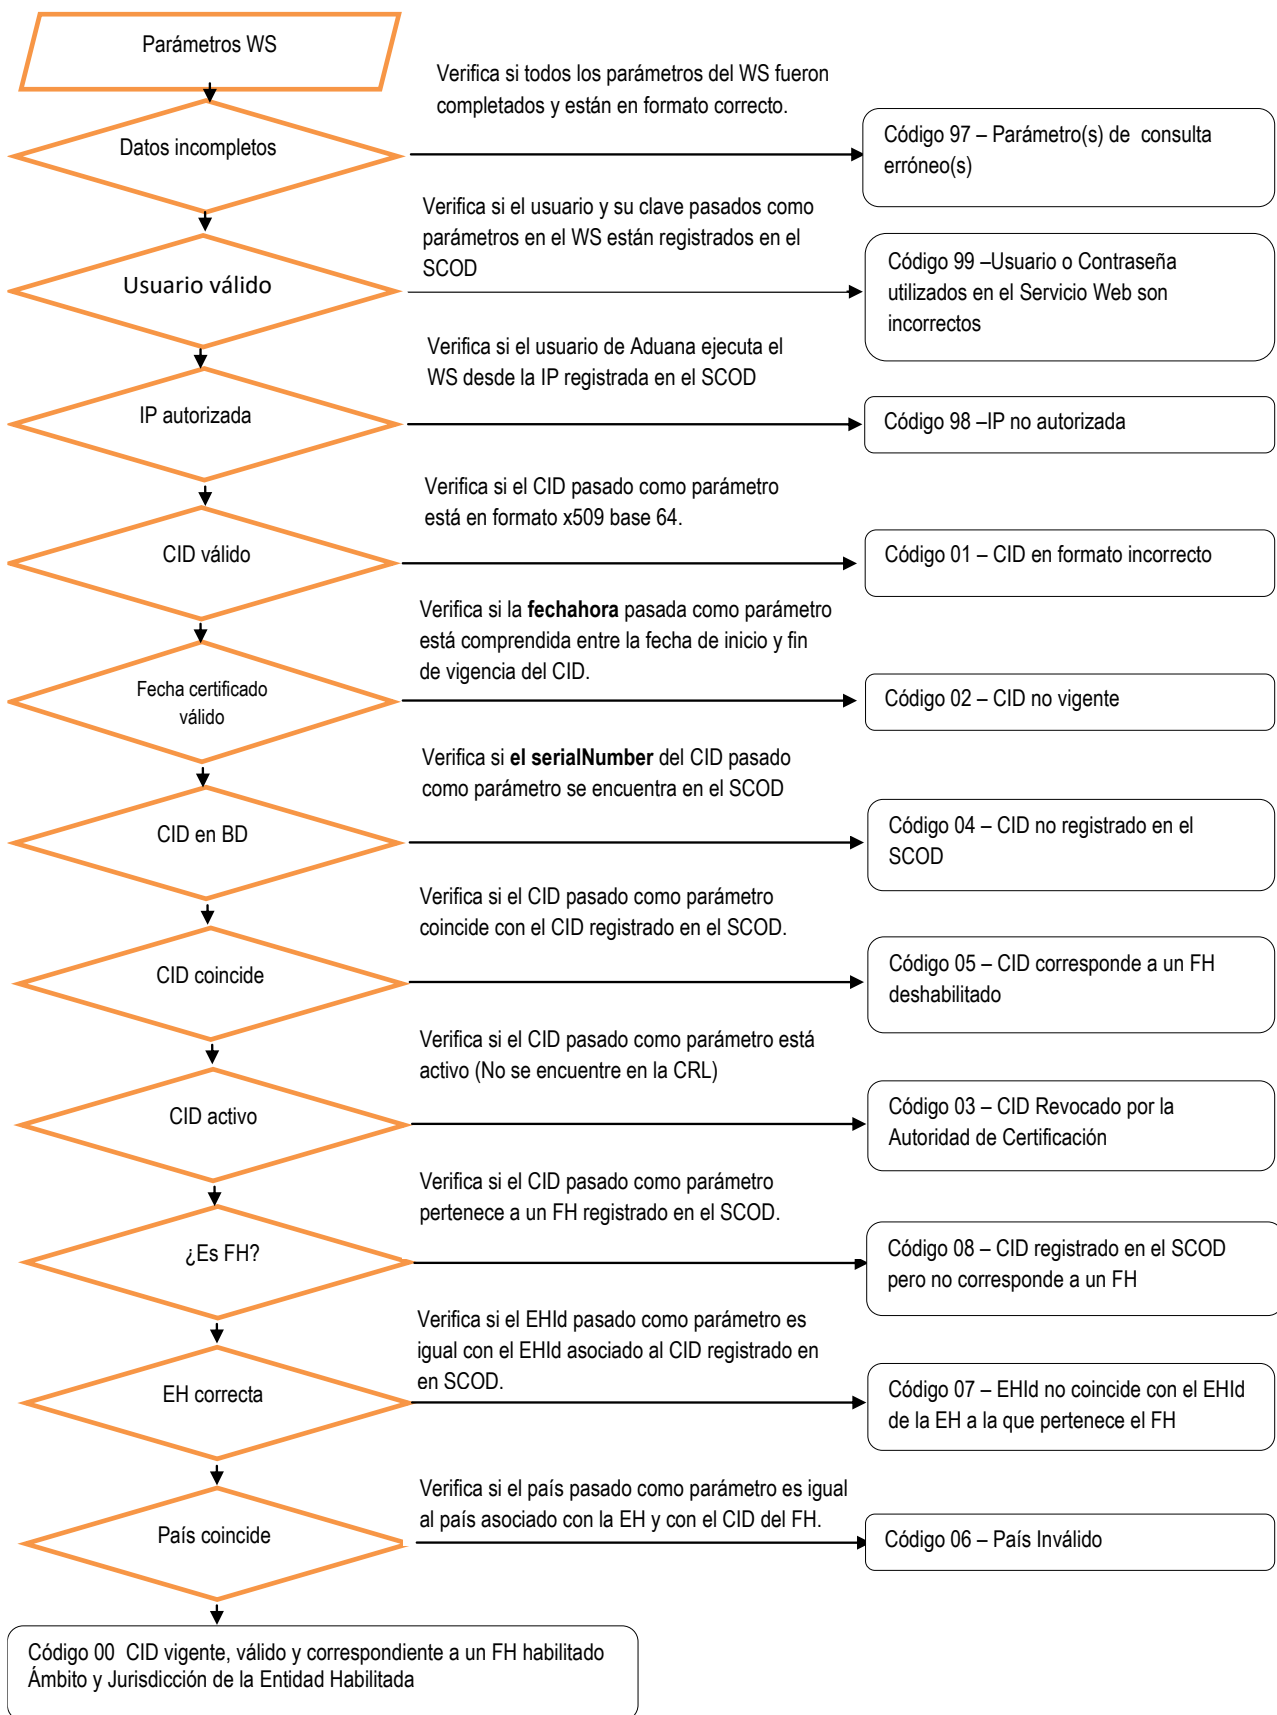 Parámetros WS
Verifica si todos los parámetros del WS fueron
completados y están en formato correcto.
Datos incompletos
Código 97 – Parámetro(s) de consulta
erróneo(s)
Verifica si el usuario y su clave pasados como
parámetros en el WS están registrados en el
SCOD
Usuario válido
Código 99 –Usuario o Contraseña
utilizados en el Servicio Web son
incorrectos
Verifica si el usuario de Aduana ejecuta el
WS desde la IP registrada en el SCOD
IP autorizada
Código 98 –IP no autorizada
Verifica si el CID pasado como parámetro
está en formato x509 base 64.
CID válido
Código 01 – CID en formato incorrecto
Verifica si la fechahora pasada como parámetro
está comprendida entre la fecha de inicio y fin
de vigencia del CID.
Fecha certificado
válido
Código 02 – CID no vigente
Verifica si el serialNumber del CID pasado
como parámetro se encuentra en el SCOD
CID en BD
Código 04 – CID no registrado en el
SCOD
Verifica si el CID pasado como parámetro
coincide con el CID registrado en el SCOD.
CID coincide
Código 05 – CID corresponde a un FH
deshabilitado
Verifica si el CID pasado como parámetro está
activo (No se encuentre en la CRL)
CID activo
Código 03 – CID Revocado por la
Autoridad de Certificación
Verifica si el CID pasado como parámetro
pertenece a un FH registrado en el SCOD.
¿Es FH?
Código 08 – CID registrado en el SCOD
pero no corresponde a un FH
Verifica si el EHId pasado como parámetro es
igual con el EHId asociado al CID registrado en
en SCOD.
EH correcta
Código 07 – EHId no coincide con el EHId
de la EH a la que pertenece el FH
Verifica si el país pasado como parámetro es igual
al país asociado con la EH y con el CID del FH.
País coincide
Código 06 – País Inválido
Código 00 CID vigente, válido y correspondiente a un FH habilitado
Ámbito y Jurisdicción de la Entidad Habilitada